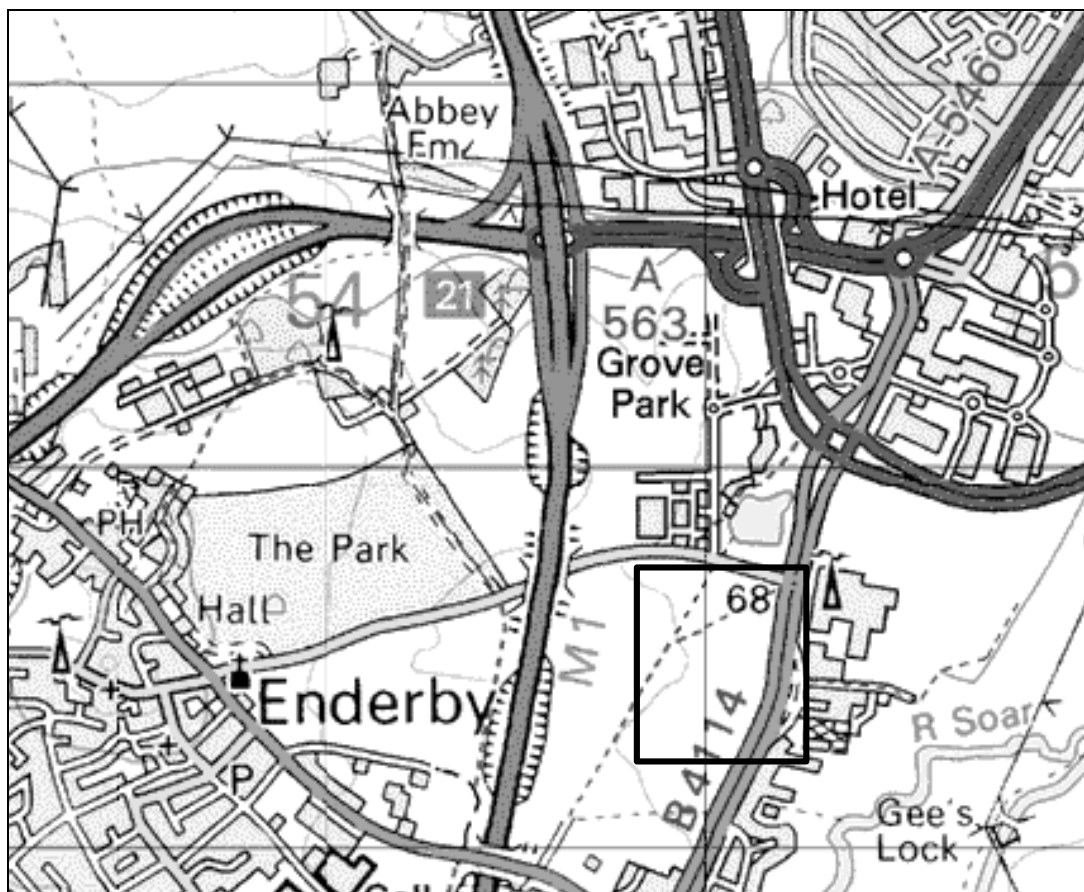 Abbey
Fm
A 5460
Hotel
54
21
A
563
Grove
Park
5
PH
The Park
Hall
68
M1
Enderby
B4114
R Soar
P
Gee's
Lock